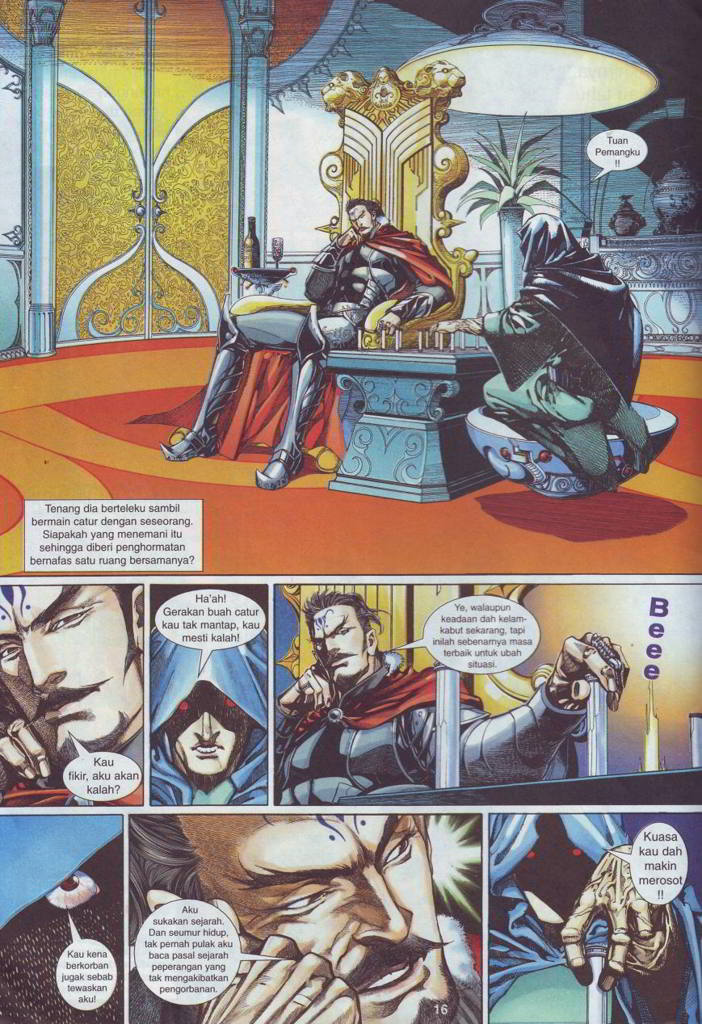 Tuan
Pemangku
!!
Tenang dia berteleku sambil
bermain catur dengan seseorang.
Siapakah yang menemani itu
sehingga diberi penghormatan
bernafas satu ruang bersamanya?
Kau
fikir, aku akan
kalah?
Ha'ah!
Gerakan buah catur
kau tak mantap, kau
mesti kalah!
Ye, walaupun
keadaan dah kelam-
kabut sekarang, tapi
inilah sebenarnya masa
terbaik untuk ubah
situasi.
Beee
Kau kena
berkorban
jugak sebab
tewaskan
aku!
Aku
sukakan sejarah.
Dan seumur hidup,
tak pernah pulak aku
baca pasal sejarah
peperangan yang
tak mengakibatkan
pengorbanan.
Kuasa
kau dah
makin
merosot
!!
16